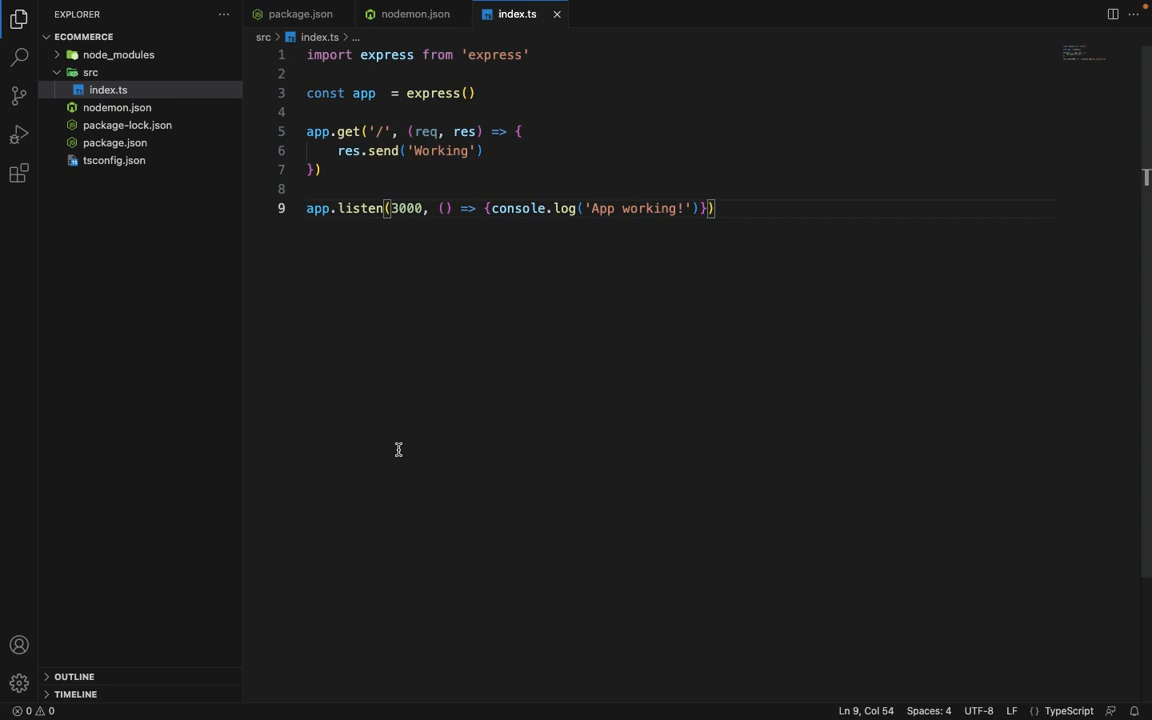 EXPLORER
ECOMMERCE
node_modules
src
index.ts
nodemon.json
package-lock.json
package.json
tsconfig.json
OUTLINE
TIMELINE
package.json
nodemon.json
index.ts
src > index.ts > ...
1 import express from 'express'
2
3 const app  = express()
4
5 app.get('/', (req, res) => {
6     res.send('Working')
7 })
8
9 app.listen(3000, () => {console.log('App working!')})
0 0
Ln 9, Col 54
Spaces: 4
UTF-8
LF
{} TypeScript